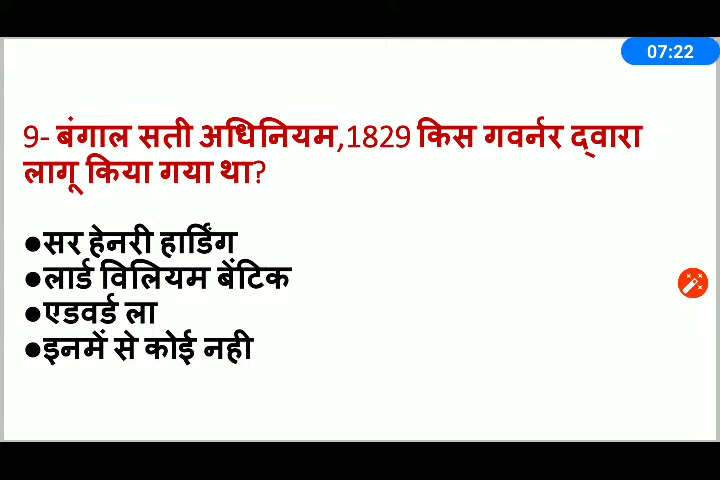 07:22
9- बंगाल सती अधिनियम,1829 किस गवर्नर द्वारा
लागू किया गया था?
●सर हेनरी हार्डिंग
●लार्ड विलियम बेंटिक
●एडवर्ड ला
●इनमें से कोई नही